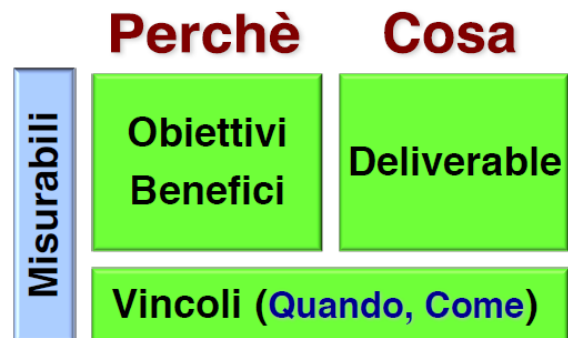 Perchè Cosa
Misurabili
Obiettivi
Benefici
Deliverable
Vincoli (Quando, Come)